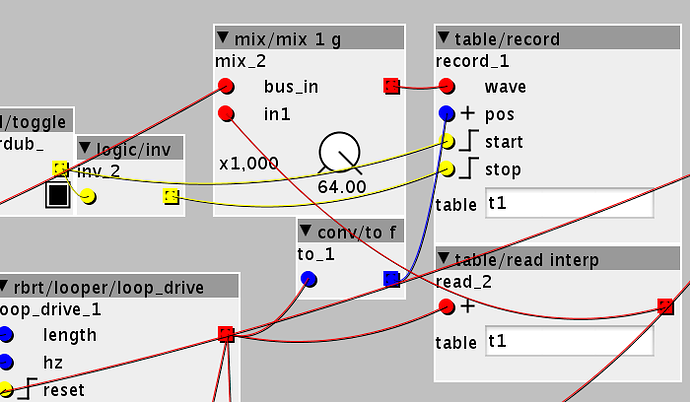 mix/mix 1 g
mix_2
bus_in
in1
x1,000
64.00
table/record
record_1
wave
+ pos
start
stop
table t1
l/toggle
rdub_
logic/inv
inv_2
conv/to f
to_1
table/read interp
read_2
+
table t1
rbrt/looper/loop_drive
loop_drive_1
length
hz
reset